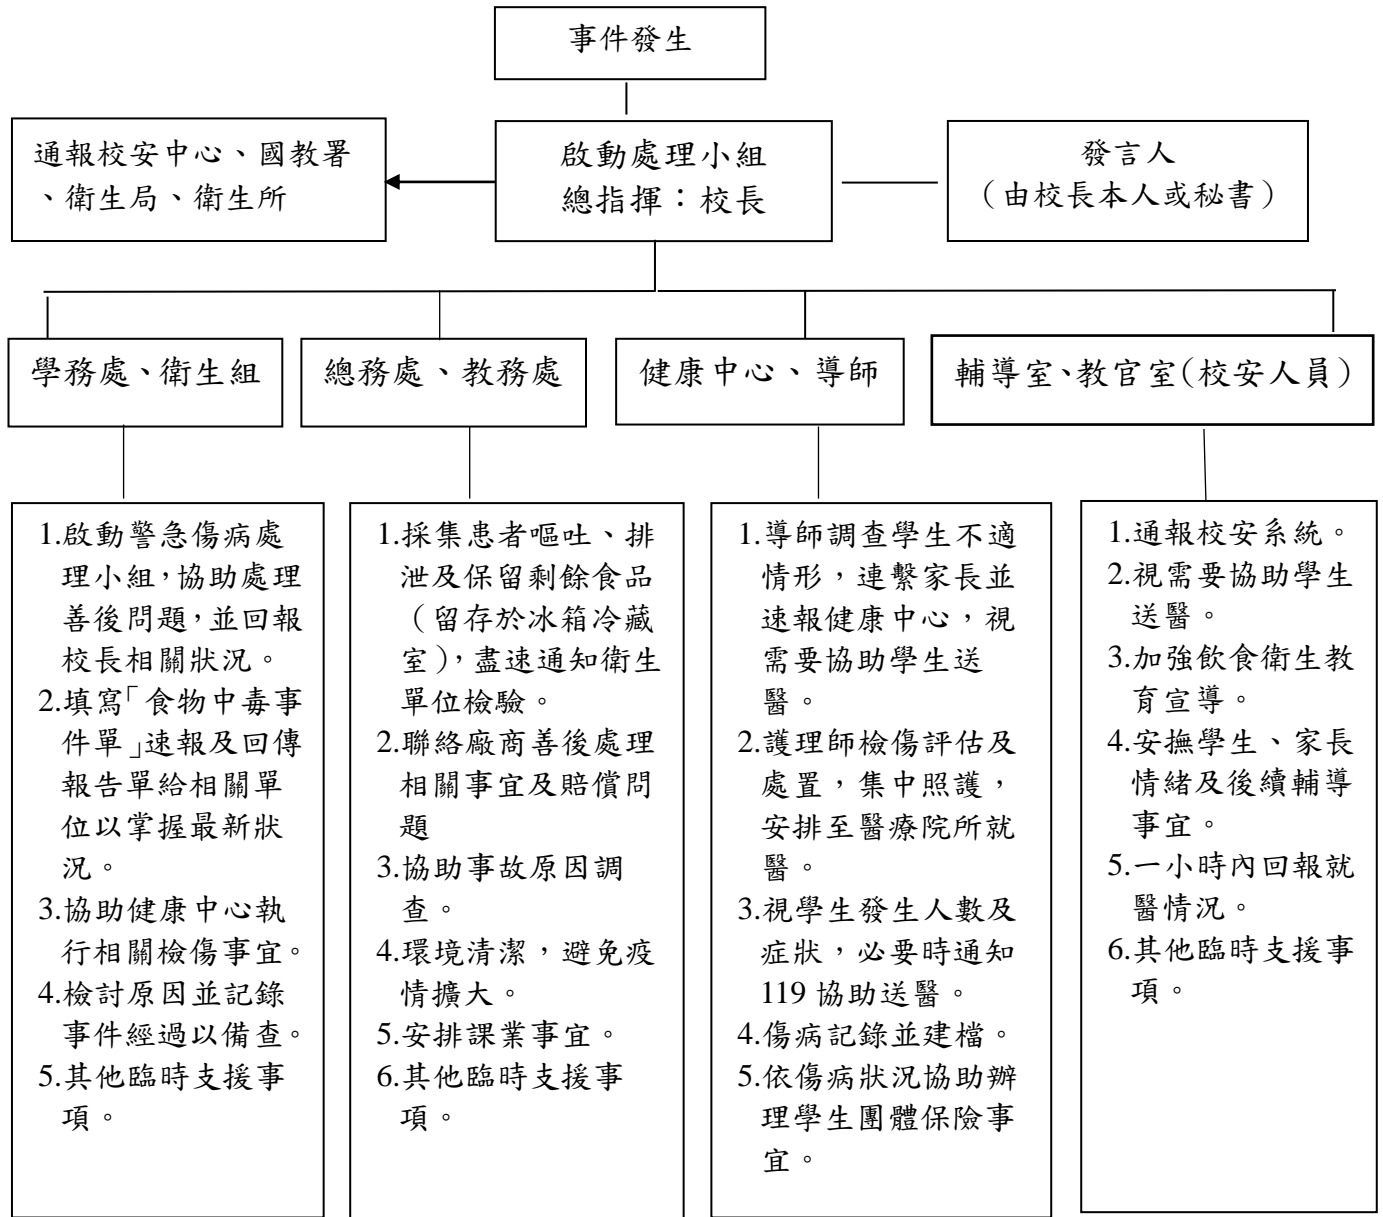 事件發生
通報校安中心、國教署
、衛生局、衛生所
啟動處理小組
總指揮：校長
發言人
（由校長本人或秘書）
學務處、衛生組
總務處、教務處
健康中心、導師
輔導室、教官室(校安人員)
1.啟動警急傷病處
理小組，協助處理
善後問題，並回報
校長相關狀況。
2.填寫「食物中毒事
件單」速報及回傳
報告單給相關單
位以掌握最新狀
況。
3.協助健康中心執
行相關檢傷事宜。
4.檢討原因並記錄
事件經過以備查。
5.其他臨時支援事
項。
1.採集患者嘔吐、排
泄及保留剩餘食品
（留存於冰箱冷藏
室），盡速通知衛生
單位檢驗。
2.聯絡廠商善後處理
相關事宜及賠償問
題
3.協助事故原因調
查。
4.環境清潔，避免疫
情擴大。
5.安排課業事宜。
6.其他臨時支援事
項。
1.導師調查學生不適
情形，連繫家長並
速報健康中心，視
需要協助學生送
醫。
2.護理師檢傷評估及
處置，集中照護，
安排至醫療院所就
醫。
3.視學生發生人數及
症狀，必要時通知
119 協助送醫。
4.傷病記錄並建檔。
5.依傷病狀況協助辦
理學生團體保險事
宜。
1.通報校安系統。
2.視需要協助學生
送醫。
3.加強飲食衛生教
育宣導。
4.安撫學生、家長
情緒及後續輔導
事宜。
5.一小時內回報就
醫情況。
6.其他臨時支援事
項。